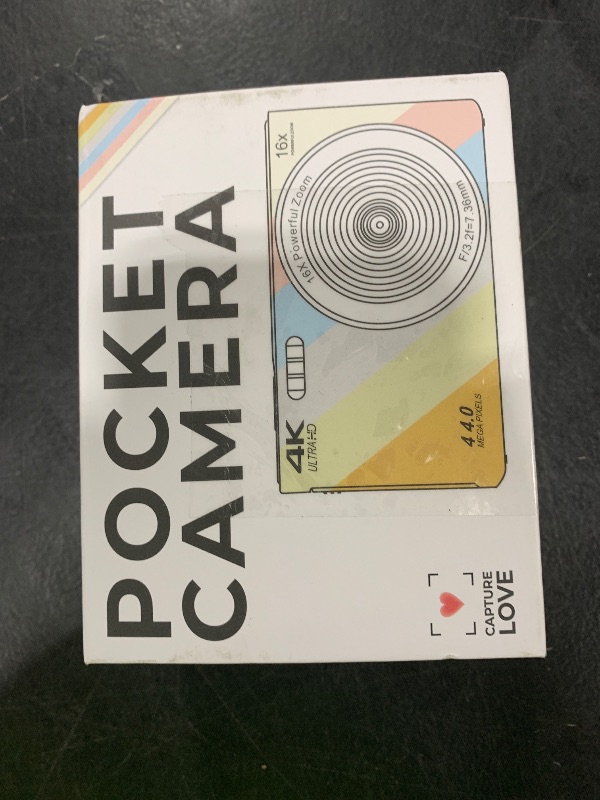 POCKET
CAMERA
16x
16X Powerful Zoom
F/3.2f=7.36mm
4K
ULTRA HD
44.0
MEGA PIXELS
CAPTURE
LOVE